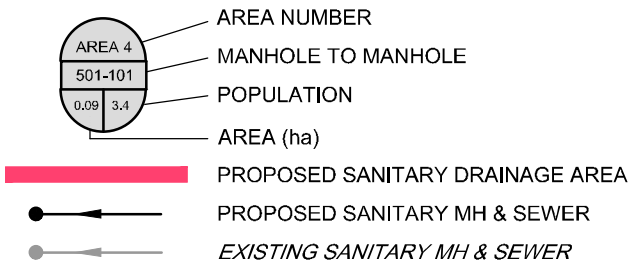 AREA NUMBER
AREA 4
MANHOLE TO MANHOLE
501-101
POPULATION
0.09 3.4
AREA (ha)
PROPOSED SANITARY DRAINAGE AREA
PROPOSED SANITARY MH & SEWER
EXISTING SANITARY MH & SEWER